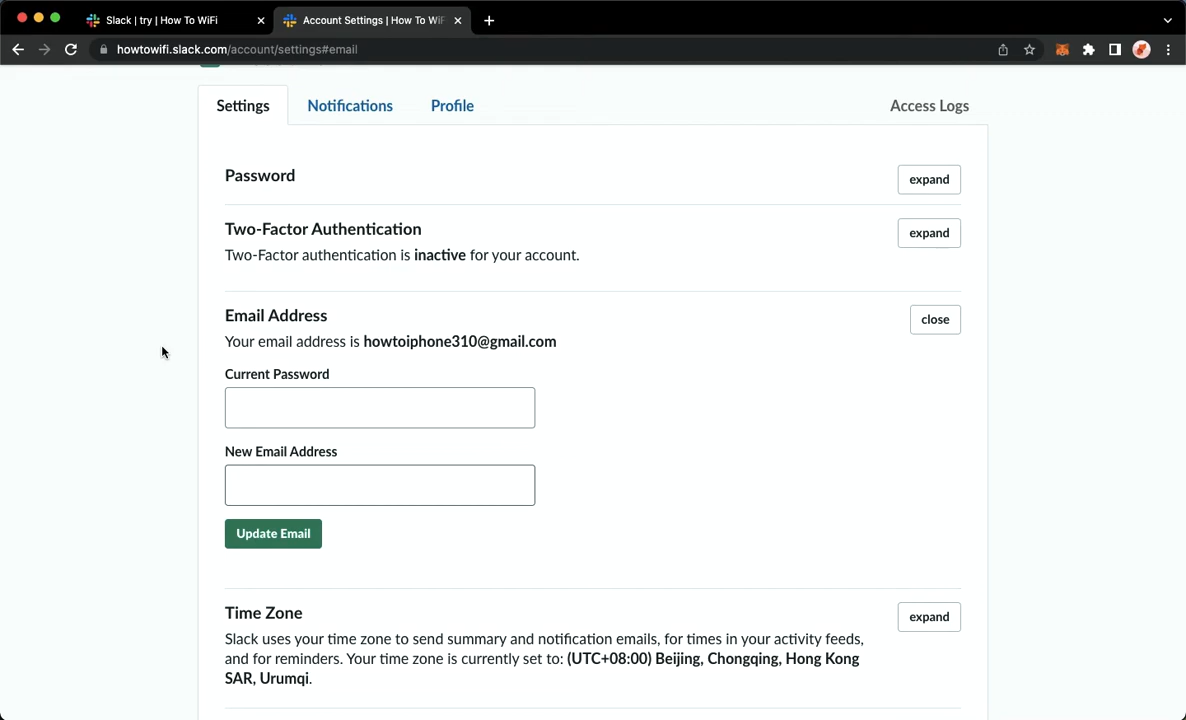 Slack | try | How To WiFi
Account Settings | How To WiF
howtowifi.slack.com/account/settings#email
Settings
Notifications
Profile
Access Logs
Password
expand
Two-Factor Authentication
expand
Two-Factor authentication is inactive for your account.
Email Address
close
Your email address is howtoiphone310@gmail.com
Current Password
New Email Address
Update Email
Time Zone
expand
Slack uses your time zone to send summary and notification emails, for times in your activity feeds,
and for reminders. Your time zone is currently set to: (UTC+08:00) Beijing, Chongqing, Hong Kong
SAR, Urumqi.